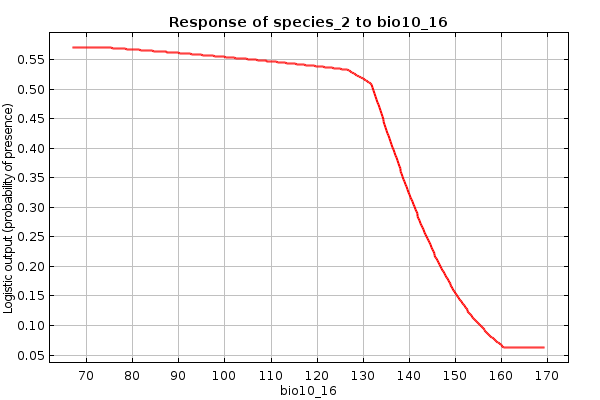 Response of species_2 to bio10_16
Logistic output (probability of presence)
0.55
0.50
0.45
0.40
0.35
0.30
0.25
0.20
0.15
0.10
0.05
70 80 90 100 110 120 130 140 150 160 170
bio10_16